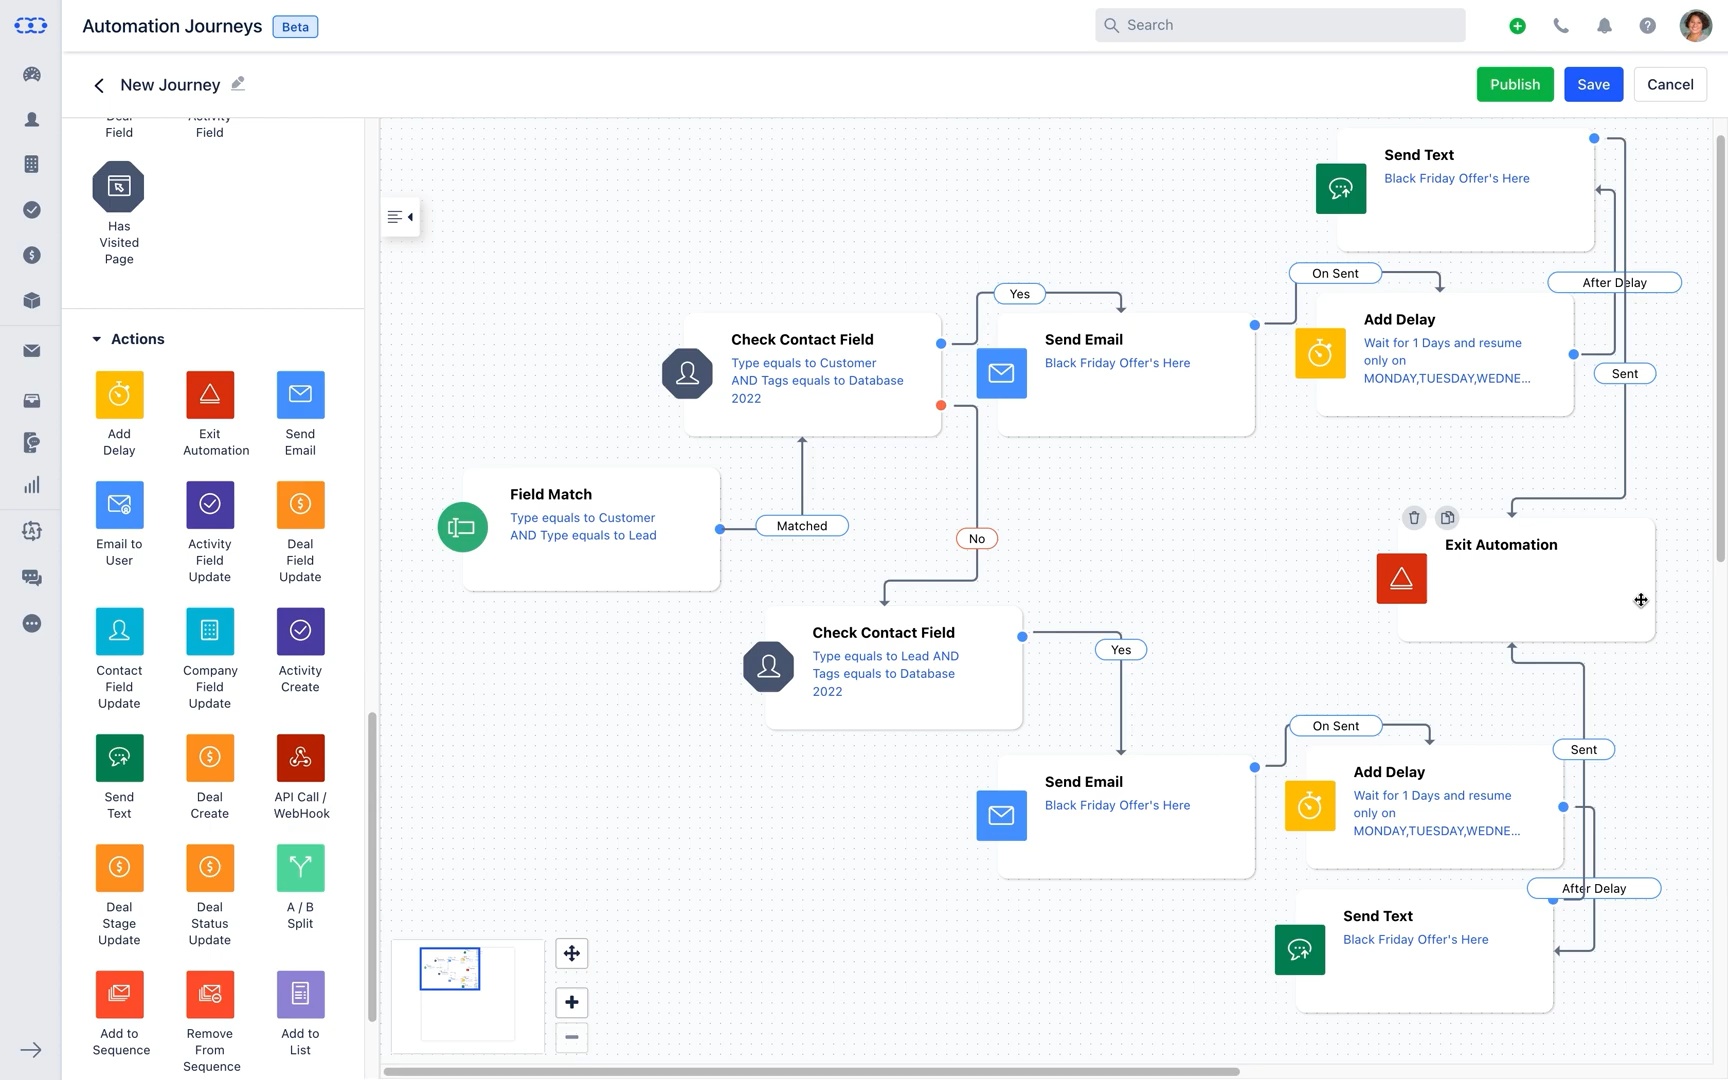 Automation Journeys
Beta
Search
New Journey
Publish
Save
Cancel
Deal
Field
Activity
Field
Has
Visited
Page
Actions
Add
Delay
Exit
Automation
Send
Email
Email to
User
Activity
Field
Update
Deal
Field
Update
Contact
Field
Update
Company
Field
Update
Activity
Create
Send
Text
Deal
Create
API Call /
WebHook
Deal
Stage
Update
Deal
Status
Update
A / B
Split
Add to
Sequence
Remove
From
Sequence
Add to
List
Field Match
Type equals to Customer
AND Type equals to Lead
Matched
Check Contact Field
Type equals to Customer
AND Tags equals to Database
2022
Yes
No
Send Email
Black Friday Offer's Here
On Sent
Add Delay
Wait for 1 Days and resume
only on
MONDAY,TUESDAY,WEDNE...
After Delay
Send Text
Black Friday Offer's Here
Sent
Exit Automation
Check Contact Field
Type equals to Lead AND
Tags equals to Database
2022
Yes
Send Email
Black Friday Offer's Here
On Sent
Add Delay
Wait for 1 Days and resume
only on
MONDAY,TUESDAY,WEDNE...
Sent
After Delay
Send Text
Black Friday Offer's Here